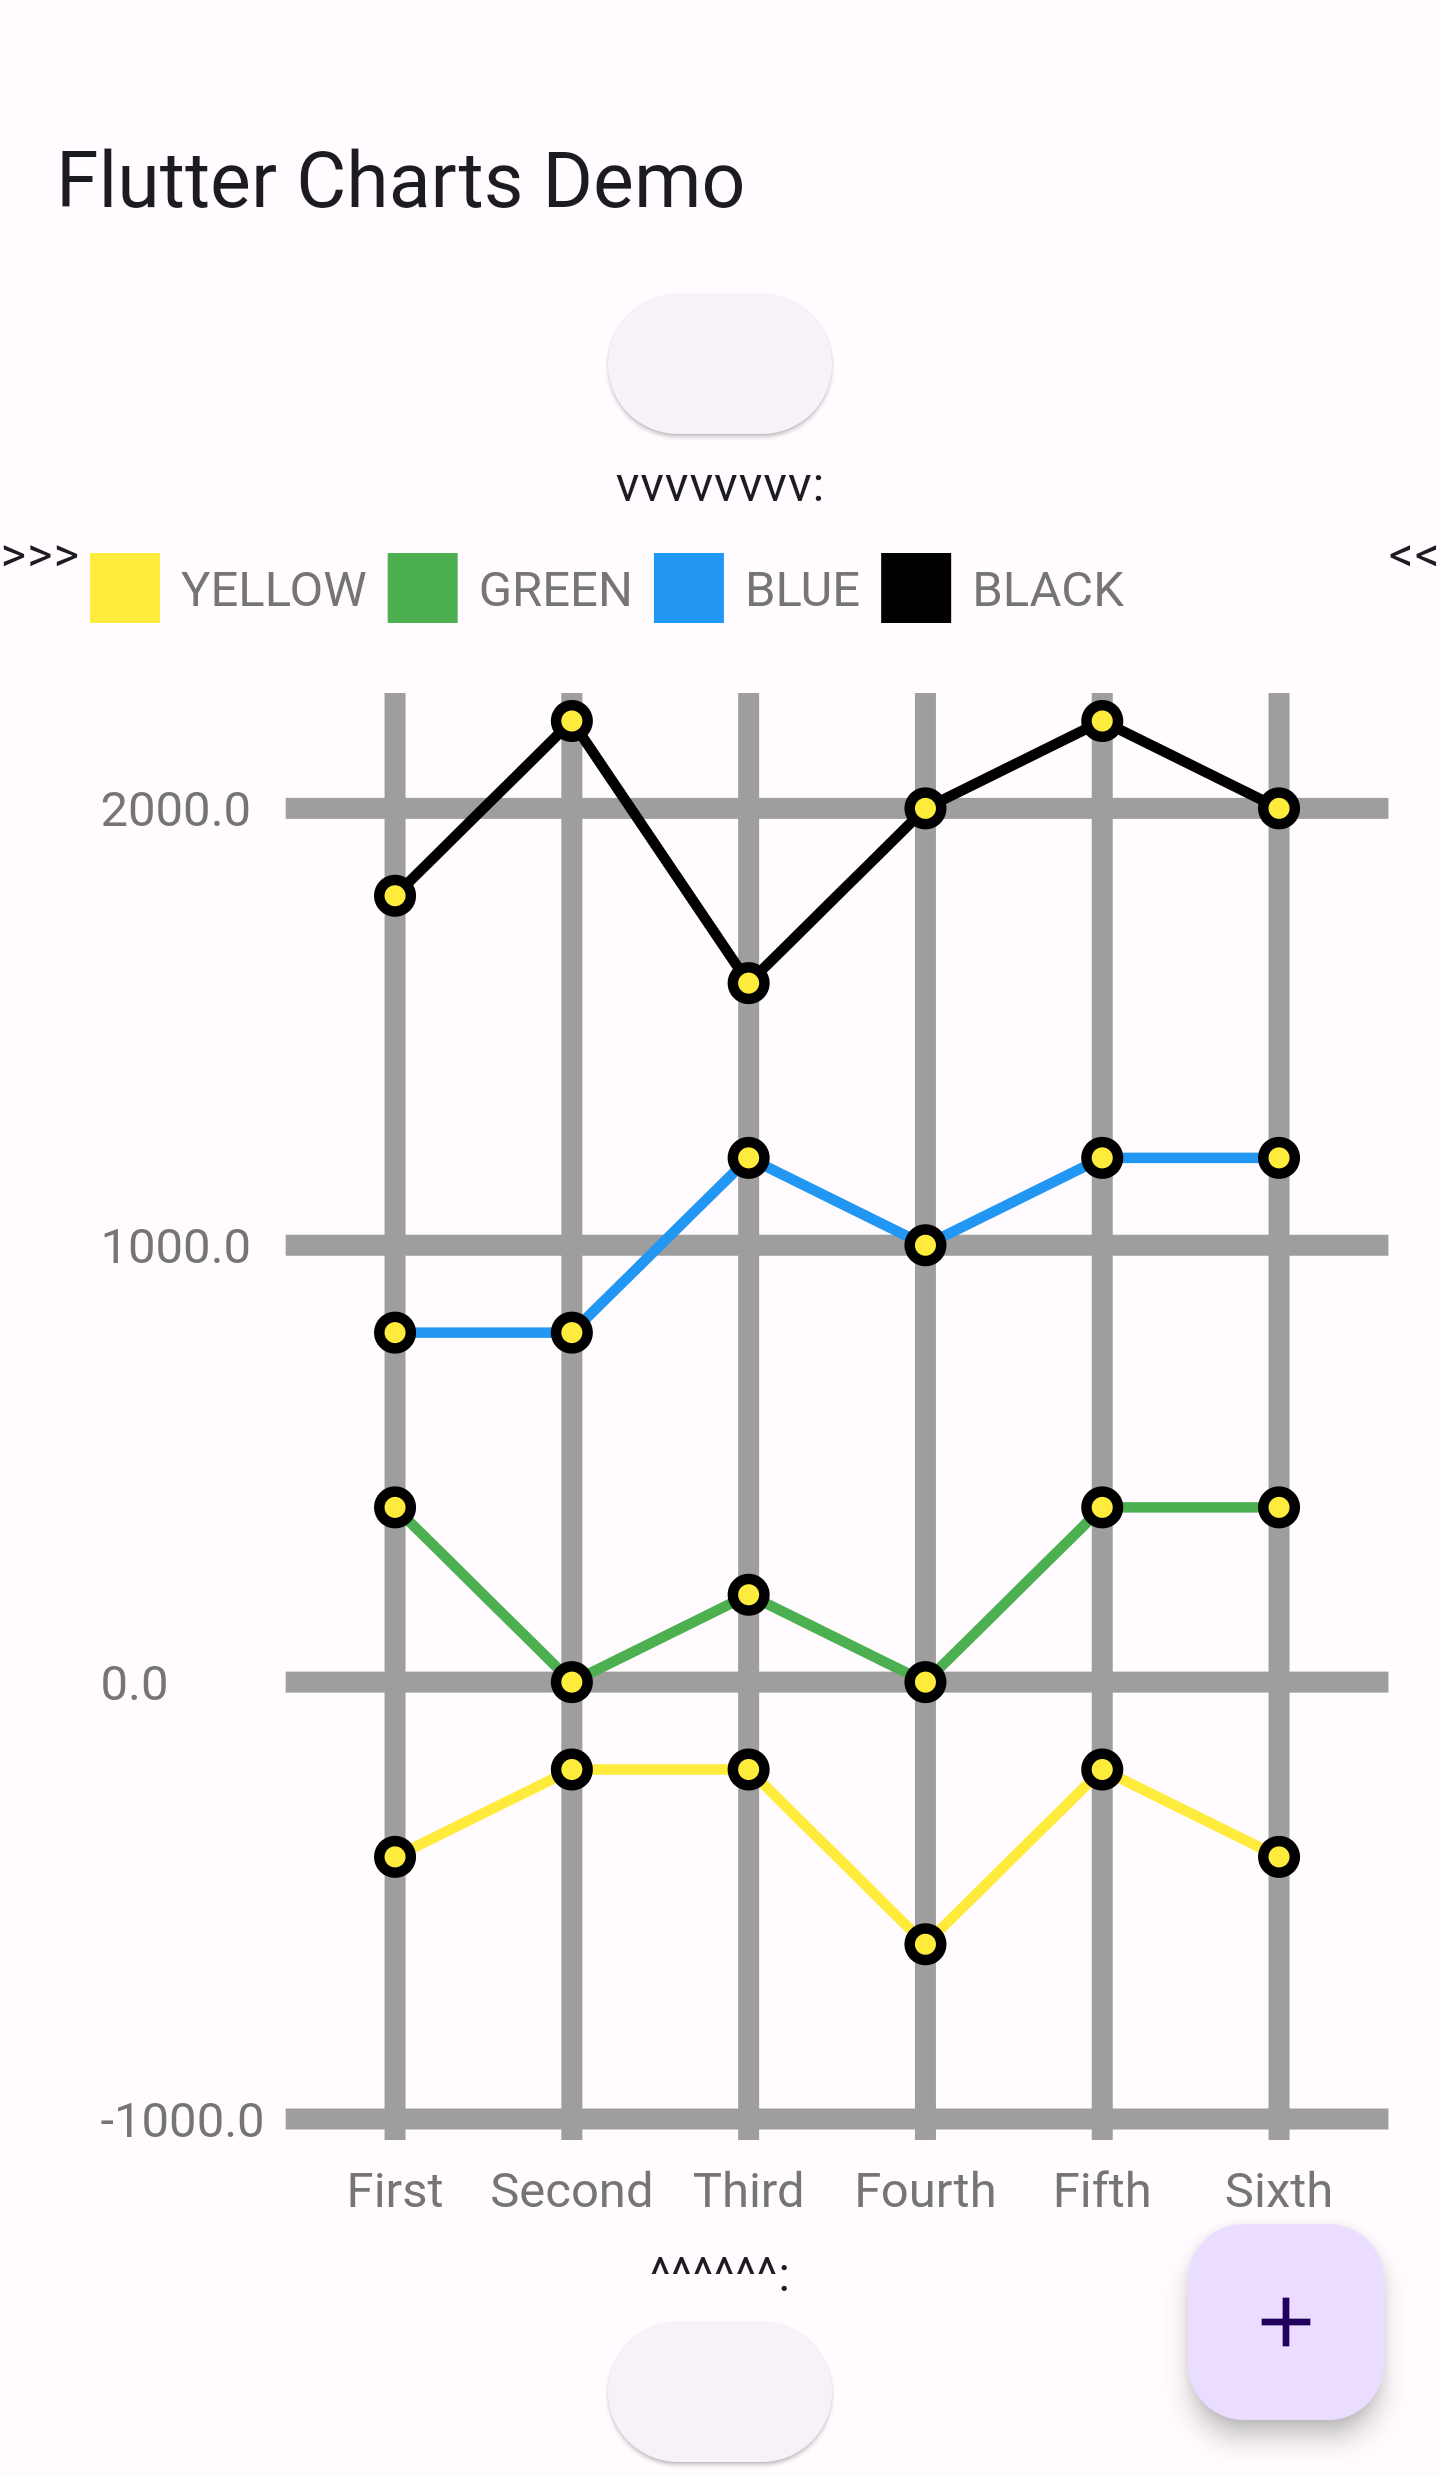 Flutter Charts Demo
vvvvvvvv:
>>> YELLOW GREEN BLUE BLACK <<
2000.0
1000.0
0.0
-1000.0
First Second Third Fourth Fifth Sixth
^^^^^^:
+